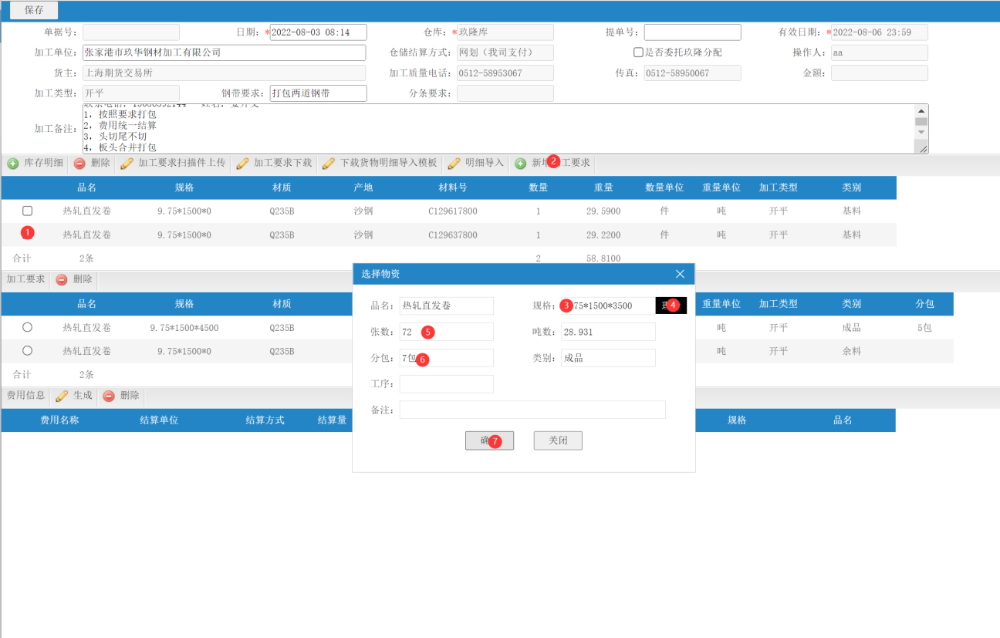 保存
单据号: 日期: *2022-08-03 08:14 仓库: *玖隆库 提单号: 有效日期: *2022-08-06 23:59
加工单位: 张家港市玖华钢材加工有限公司 仓储结算方式: 网划（我司支付） 是否委托玖隆分配 操作人: aa
货主: 上海期货交易所 加工质量电话: 0512-58953067 传真: 0512-58950067 金额:
加工类型: 开平 钢带要求: 打包两道钢带 分条要求:
加工备注:
1，按照要求打包
2，费用统一结算
3，头切尾不切
4，板头合并打包
库存明细 删除 加工要求扫描件上传 加工要求下载 下载货物明细导入模板 明细导入 新增 2 工要求
品名 规格 材质 产地 材料号 数量 重量 数量单位 重量单位 加工类型 类别
热轧直发卷 9.75*1500*0 Q235B 沙钢 C129617800 1 29.5900 件 吨 开平 基料
1 热轧直发卷 9.75*1500*0 Q235B 沙钢 C129637800 1 29.2200 件 吨 开平 基料
合计 2条 2 58.8100
加工要求 删除
品名 规格 材质 重量单位 加工类型 类别 分包
热轧直发卷 9.75*1500*4500 Q235B 吨 开平 成品 5包
热轧直发卷 9.75*1500*0 Q235B 吨 开平 余料
合计 2条
费用信息 生成 删除
费用名称 结算单位 结算方式 结算量 规格 品名
选择物资
品名: 热轧直发卷 规格: 3 75*1500*3500 4
张数: 72 5 吨数: 28.931
分包: 7包 6 类别: 成品
工序:
备注:
确 7 关闭